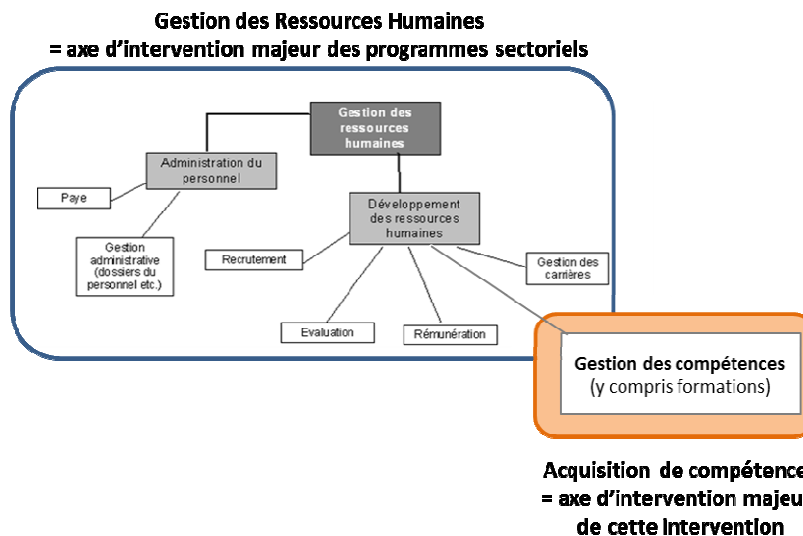 Gestion des Ressources Humaines
= axe d'intervention majeur des programmes sectoriels
Gestion des
ressources
humaines
Administration du
personnel
Paye
Gestion
administrative
(dossiers du
personnel etc.)
Développement
des ressources
humaines
Recrutement
Evaluation
Rémunération
Gestion des
carrières
Gestion des compétences
(y compris formations)
Acquisition de compétence
= axe d'intervention majeu
de cette intervention